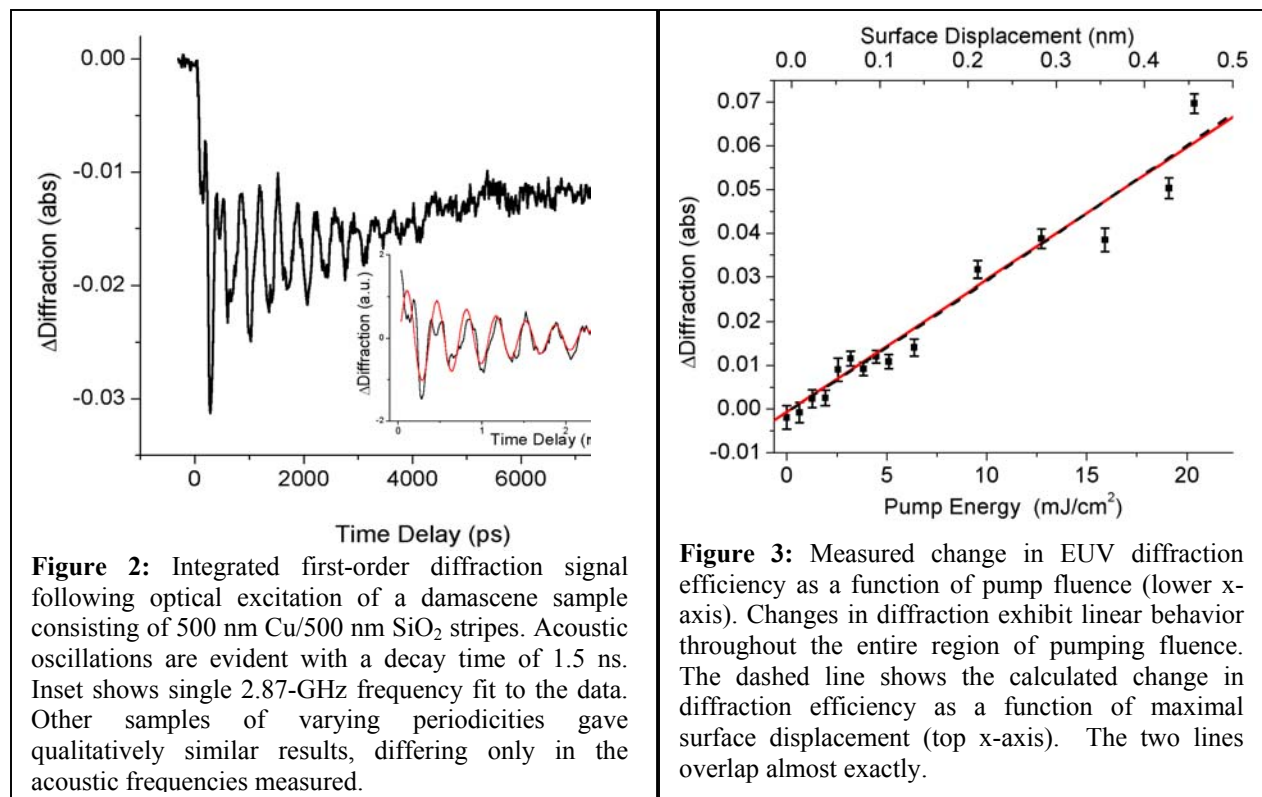 0.00
-0.01
-0.02
-0.03
ΔDiffraction (abs)
0
2000
4000
6000
Time Delay (ps)
2
1
0
-1
-2
ΔDiffraction (a.u.)
0
1
2
Time Delay (r
Figure 2: Integrated first-order diffraction signal
following optical excitation of a damascene sample
consisting of 500 nm Cu/500 nm SiO₂ stripes. Acoustic
oscillations are evident with a decay time of 1.5 ns.
Inset shows single 2.87-GHz frequency fit to the data.
Other samples of varying periodicities gave
qualitatively similar results, differing only in the
acoustic frequencies measured.
Surface Displacement (nm)
0.0 0.1 0.2 0.3 0.4 0.5
0.07
0.06
0.05
0.04
0.03
0.02
0.01
0.00
-0.01
ΔDiffraction (abs)
0 5 10 15 20
Pump Energy (mJ/cm²)
Figure 3: Measured change in EUV diffraction
efficiency as a function of pump fluence (lower x-
axis). Changes in diffraction exhibit linear behavior
throughout the entire region of pumping fluence.
The dashed line shows the calculated change in
diffraction efficiency as a function of maximal
surface displacement (top x-axis). The two lines
overlap almost exactly.